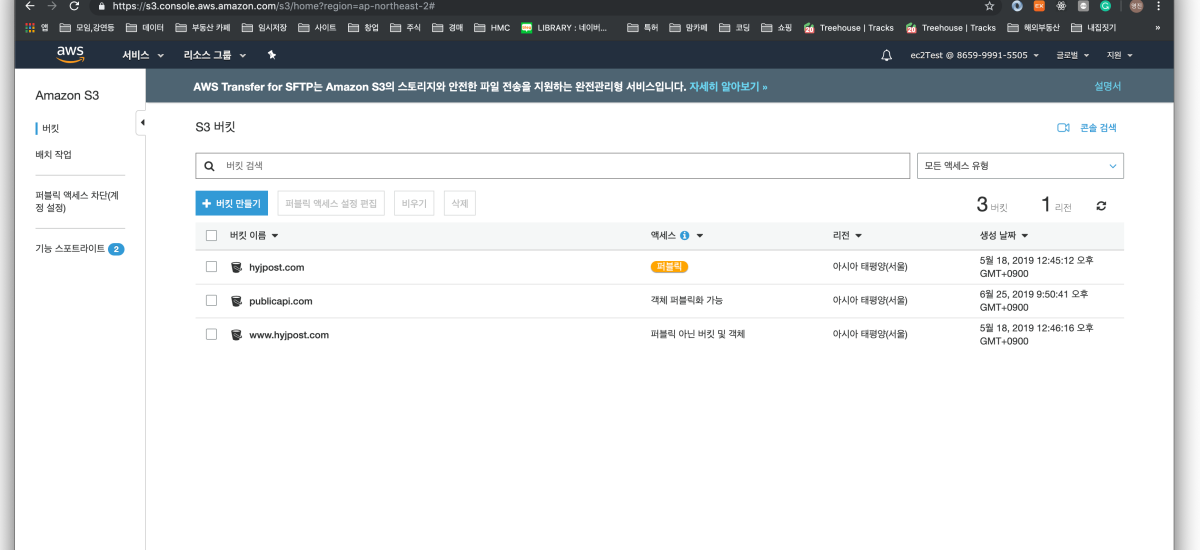 https://s3.console.aws.amazon.com/s3/home?region=ap-northeast-2#
앱 모임,강연등 데이터 부동산 카페 임시저장 사이트 창업 주식 경매 HMC LIBRARY : 네이버... 특허 맘카페 코딩 쇼핑 Treehouse | Tracks Treehouse | Tracks 해외부동산 내집짓기 »
aws 서비스 리소스 그룹 ec2Test @ 8659-9991-5505 글로벌 지원
Amazon S3
버킷
배치 작업
퍼블릭 액세스 차단(계
정 설정)
기능 스포트라이트 2
AWS Transfer for SFTP는 Amazon S3의 스토리지와 안전한 파일 전송을 지원하는 완전관리형 서비스입니다. 자세히 알아보기 » 설명서
S3 버킷 콘솔 검색
버킷 검색 모든 액세스 유형
+ 버킷 만들기 퍼블릭 액세스 설정 편집 비우기 삭제 3 버킷 1 리전
버킷 이름 액세스 리전 생성 날짜
hyjpost.com 퍼블릭 아시아 태평양(서울) 5월 18, 2019 12:45:12 오후
GMT+0900
publicapi.com 객체 퍼블릭화 가능 아시아 태평양(서울) 6월 25, 2019 9:50:41 오후
GMT+0900
www.hyjpost.com 퍼블릭 아닌 버킷 및 객체 아시아 태평양(서울) 5월 18, 2019 12:46:16 오후
GMT+0900